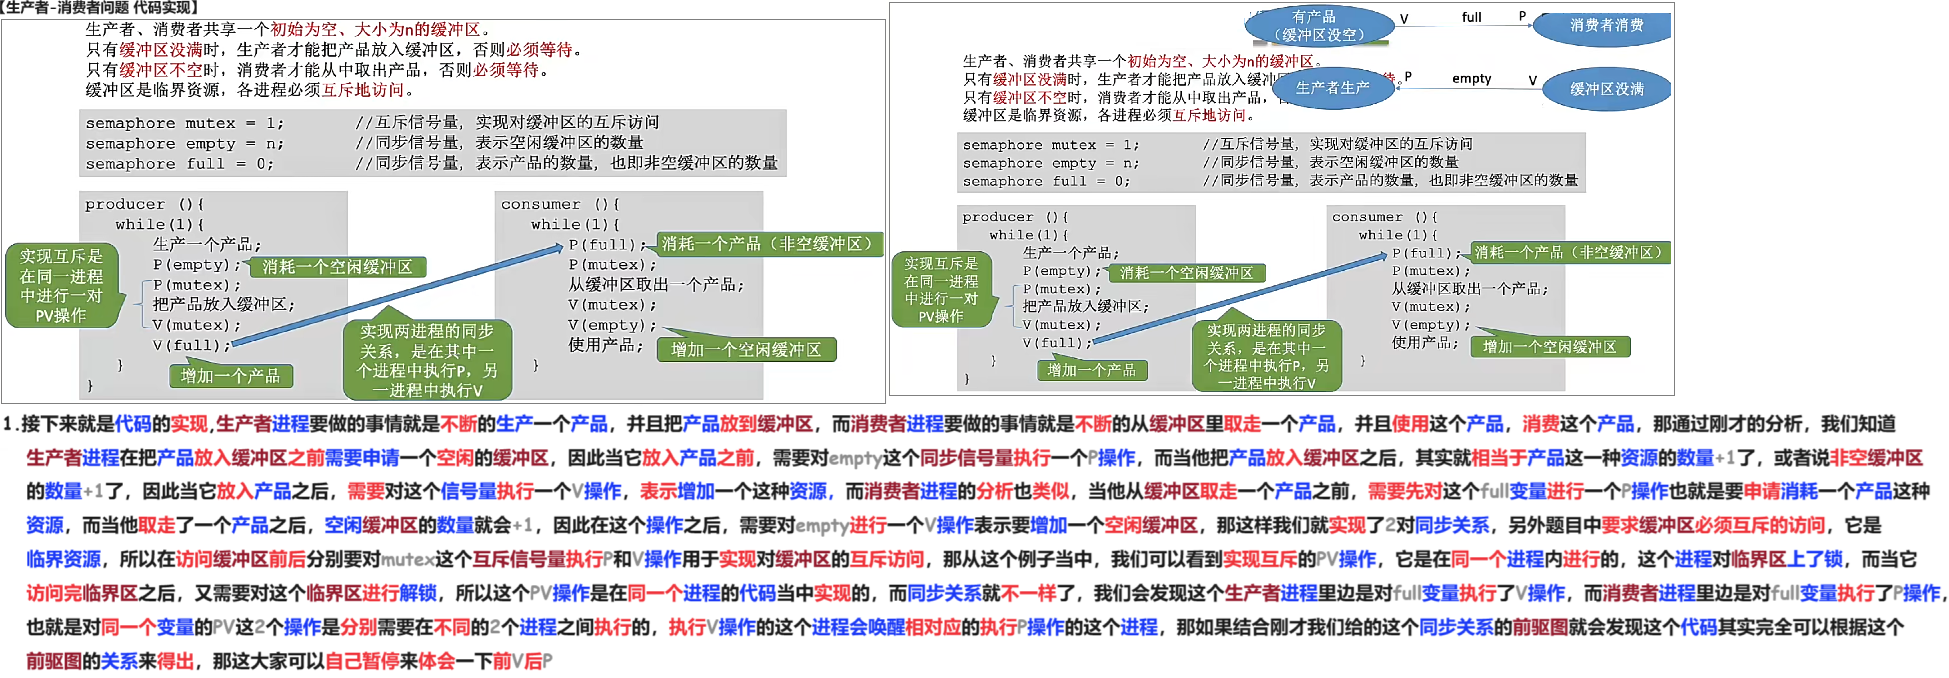 【生产者-消费者问题 代码实现】
生产者、消费者共享一个初始为空、大小为n的缓冲区。
只有缓冲区没满时，生产者才能把产品放入缓冲区，否则必须等待。
只有缓冲区不空时，消费者才能从中取出产品，否则必须等待。
缓冲区是临界资源，各进程必须互斥地访问。
semaphore mutex = 1; //互斥信号量，实现对缓冲区的互斥访问
semaphore empty = n; //同步信号量，表示空闲缓冲区的数量
semaphore full = 0; //同步信号量，表示产品的数量，也即非空缓冲区的数量
producer (){
while(1){
生产一个产品;
P(empty);
消耗一个空闲缓冲区
P(mutex);
把产品放入缓冲区;
V(mutex);
V(full);
增加一个产品
}
}
实现互斥是
在同一进程
中进行一对
PV操作
consumer (){
while(1){
P(full);
消耗一个产品（非空缓冲区）
P(mutex);
从缓冲区取出一个产品;
V(mutex);
V(empty);
增加一个空闲缓冲区
使用产品;
}
实现两进程的同步
关系，是在其中一
个进程中执行P，另
一进程中执行V
有产品
（缓冲区没空）
V full P
消费者消费
生产者生产
P empty V
缓冲区没满
生产者、消费者共享一个初始为空、大小为n的缓冲区。
只有缓冲区没满时，生产者才能把产品放入缓冲区 待。
只有缓冲区不空时，消费者才能从中取出产品，
缓冲区是临界资源，各进程必须互斥地访问。
semaphore mutex = 1; //互斥信号量，实现对缓冲区的互斥访问
semaphore empty = n; //同步信号量，表示空闲缓冲区的数量
semaphore full = 0; //同步信号量，表示产品的数量，也即非空缓冲区的数量
producer (){
while(1){
生产一个产品;
P(empty);
消耗一个空闲缓冲区
P(mutex);
把产品放入缓冲区;
V(mutex);
V(full);
增加一个产品
}
}
实现互斥是
在同一进程
中进行一对
PV操作
consumer (){
while(1){
P(full);
消耗一个产品（非空缓冲区）
P(mutex);
从缓冲区取出一个产品;
V(mutex);
V(empty);
增加一个空闲缓冲区
使用产品;
}
实现两进程的同步
关系，是在其中一
个进程中执行P，另
一进程中执行V
1.接下来就是代码的实现,生产者进程要做的事情就是不断的生产一个产品，并且把产品放到缓冲区，而消费者进程要做的事情就是不断的从缓冲区里取走一个产品，并且使用这个产品，消费这个产品，那通过刚才的分析，我们知道
生产者进程在把产品放入缓冲区之前需要申请一个空闲的缓冲区，因此当它放入产品之前，需要对empty这个同步信号量执行一个P操作，而当他把产品放入缓冲区之后，其实就相当于产品这一种资源的数量+1了，或者说非空缓冲区
的数量+1了，因此当它放入产品之后，需要对这个信号量执行一个V操作，表示增加一个这种资源，而消费者进程的分析也类似，当他从缓冲区取走一个产品之前，需要先对这个full变量进行一个P操作也就是要申请消耗一个产品这种
资源，而当他取走了一个产品之后，空闲缓冲区的数量就会+1，因此在这个操作之后，需要对empty进行一个V操作表示要增加一个空闲缓冲区，那这样我们就实现了2对同步关系，另外题目中要求缓冲区必须互斥的访问，它是
临界资源，所以在访问缓冲区前后分别要对mutex这个互斥信号量执行P和V操作用于实现对缓冲区的互斥访问，那从这个例子当中，我们可以看到实现互斥的PV操作，它是在同一个进程内进行的，这个进程对临界区上了锁，而当它
访问完临界区之后，又需要对这个临界区进行解锁，所以这个PV操作是在同一个进程的代码当中实现的，而同步关系就不一样了，我们会发现这个生产者进程里边是对full变量执行了V操作，而消费者进程里边是对full变量执行了P操作，
也就是对同一个变量的PV这2个操作是分别需要在不同的2个进程之间执行的，执行V操作的这个进程会唤醒相对应的执行P操作的这个进程，那如果结合刚才我们给的这个同步关系的前驱图就会发现这个代码其实完全可以根据这个
前驱图的关系来得出，那这大家可以自己暂停来体会一下前V后P